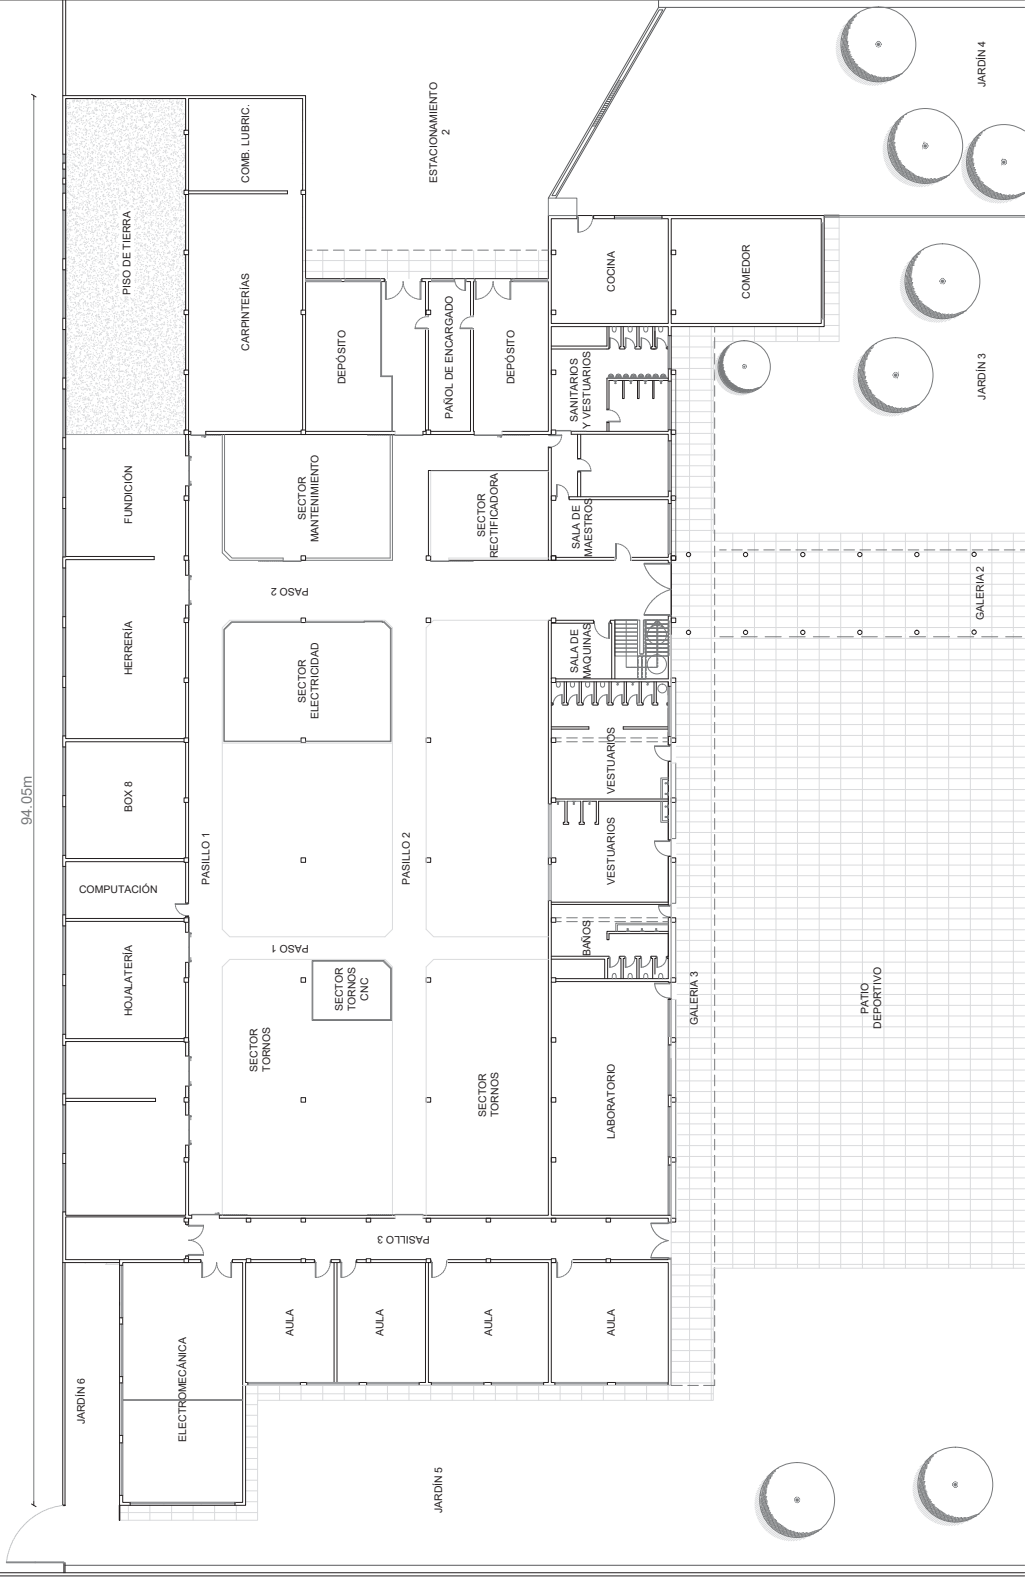 JARDÍN 4
ESTACIONAMIENTO
2
COMB. LUBRIC.
PISO DE TIERRA
CARPINTERÍAS
COCINA
COMEDOR
DEPÓSITO
PAÑOL DE ENCARGADO
DEPÓSITO
SANITARIOS
Y VESTUARIOS
JARDÍN 3
FUNDICIÓN
SECTOR
MANTENIMIENTO
SECTOR
RECTIFICADORA
SALA DE
MAESTROS
PASO 2
GALERIA 2
HERRERÍA
SECTOR
ELECTRICIDAD
SALA DE
MAQUINAS
94.05m
BOX 8
VESTUARIOS
PASILLO 1
PASILLO 2
VESTUARIOS
COMPUTACIÓN
BAÑOS
PASO 1
HOJALATERÍA
SECTOR
TORNOS
CNC
GALERIA 3
PATIO
DEPORTIVO
SECTOR
TORNOS
SECTOR
TORNOS
LABORATORIO
PASILLO 3
AULA
AULA
AULA
AULA
ELECTROMECÁNICA
JARDÍN 6
JARDÍN 5